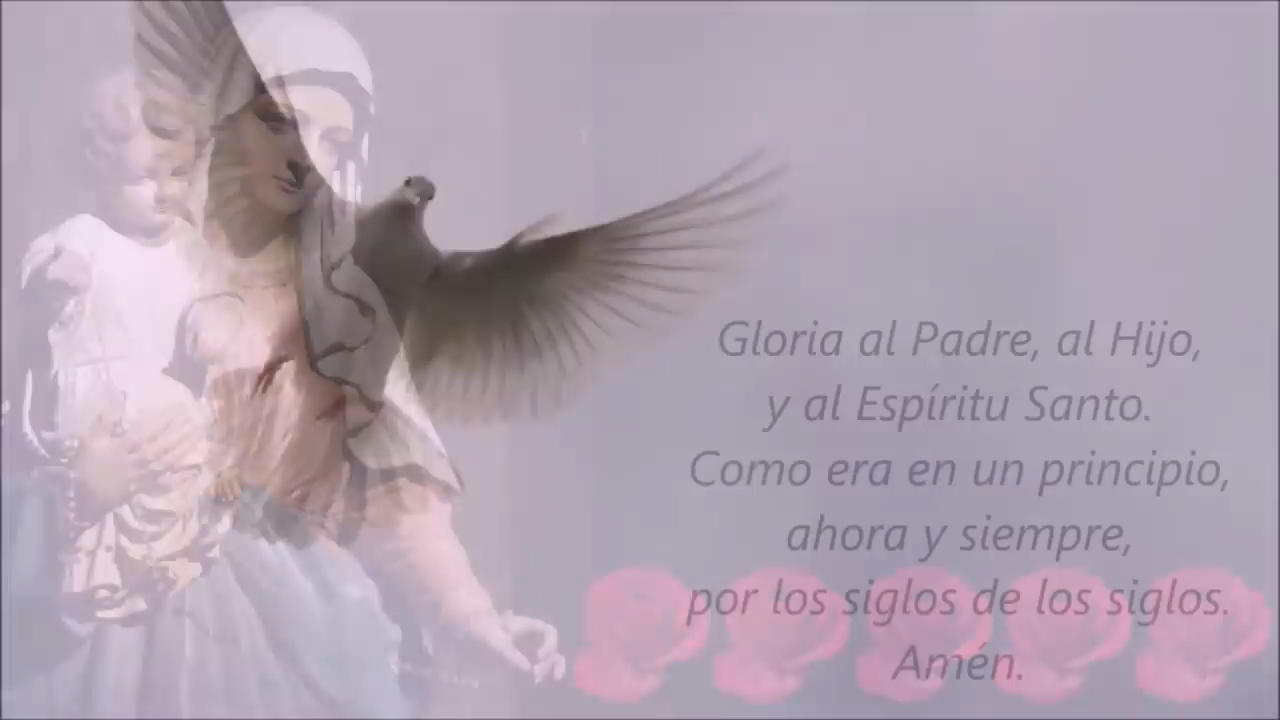 Gloria al Padre, al Hijo,
y al Espíritu Santo.
Como era en un principio,
ahora y siempre,
por los siglos de los siglos.
Amén.